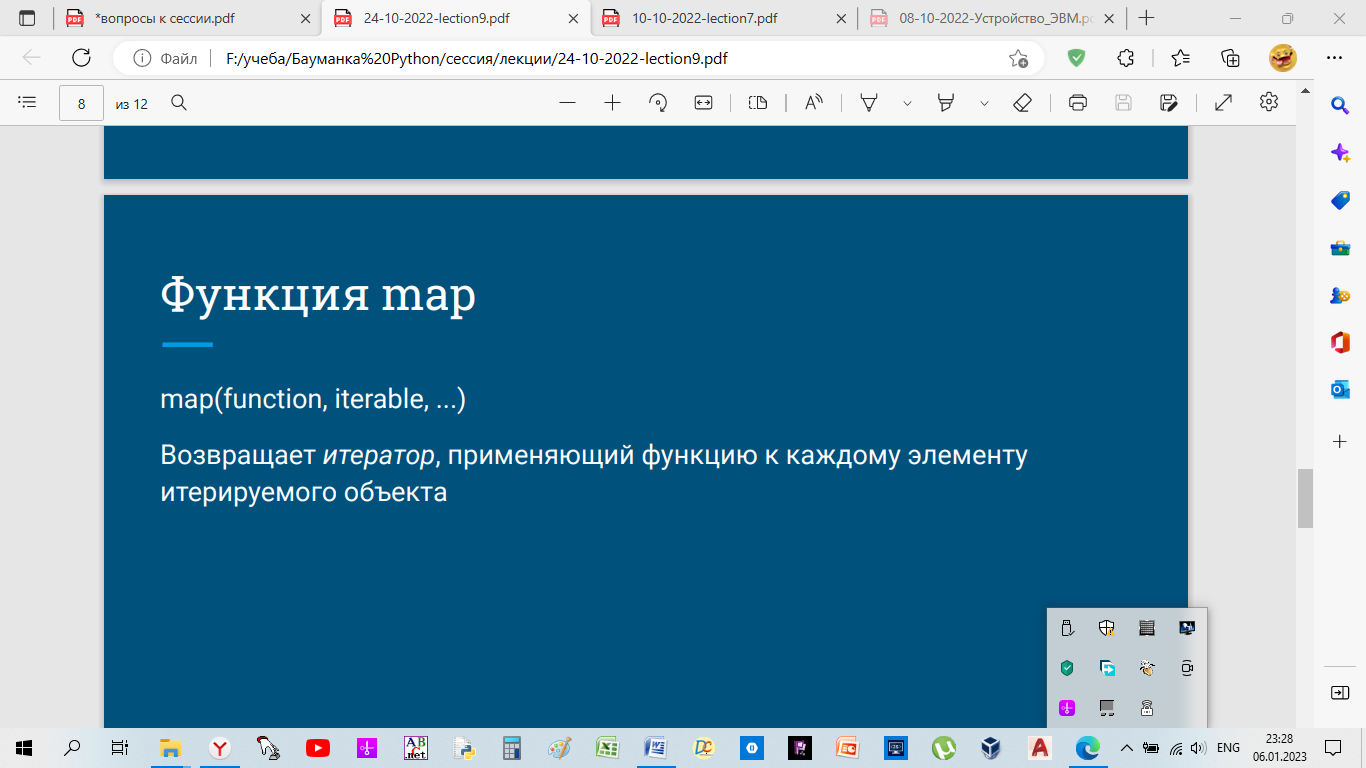 *вопросы к сессии.pdf
24-10-2022-lection9.pdf
10-10-2022-lection7.pdf
08-10-2022-Устройство_ЭВМ.
Файл
F:/учеба/Бауманка%20Python/сессия/лекции/24-10-2022-lection9.pdf
8
из 12
Функция map
map(function, iterable, ...)
Возвращает итератор, применяющий функцию к каждому элементу
итерируемого объекта
ENG
23:28
06.01.2023